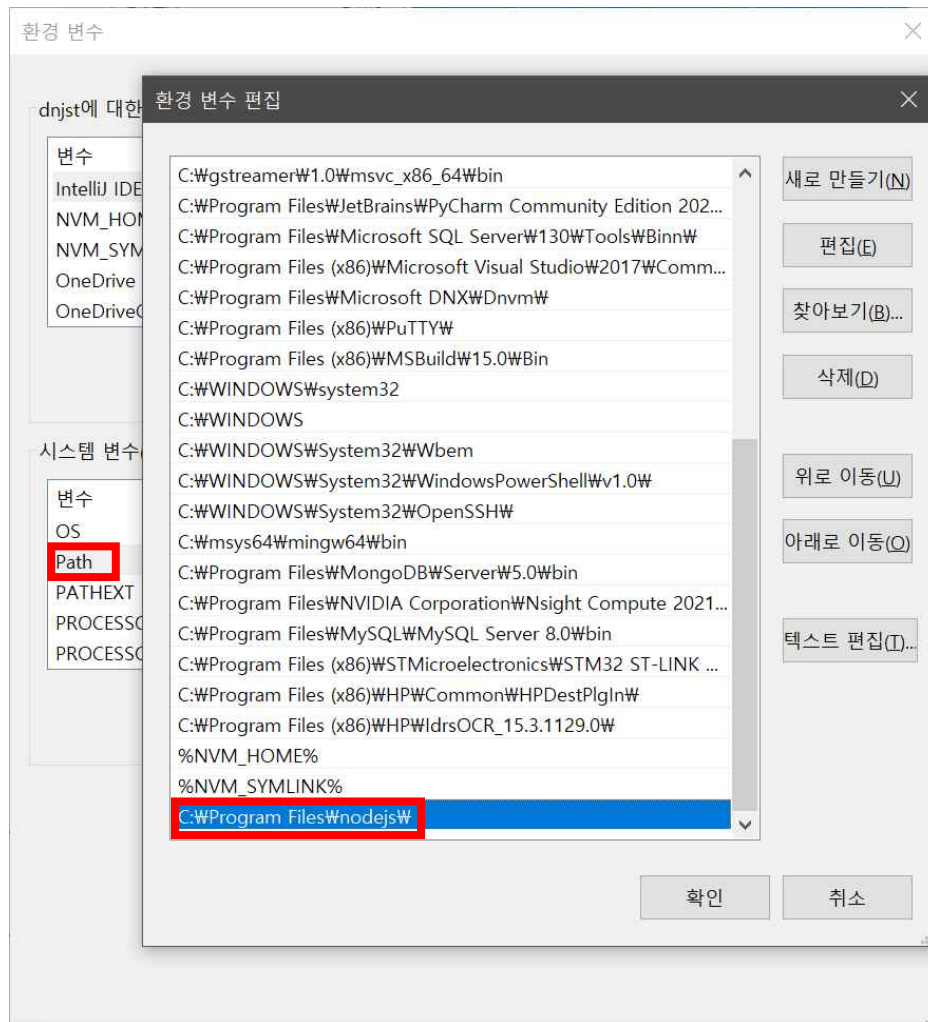 환경 변수
dnjst에 대한
변수
IntelliJ IDE
NVM_HO
NVM_SYM
OneDrive
OneDrive
시스템 변수
변수
OS
Path
PATHEXT
PROCESSO
PROCESSO
환경 변수 편집
C:₩gstreamer₩1.0₩msvc_x86_64₩bin
C:₩Program Files₩JetBrains₩PyCharm Community Edition 202...
C:₩Program Files₩Microsoft SQL Server₩130₩Tools₩Binn₩
C:₩Program Files (x86)₩Microsoft Visual Studio₩2017₩Comm...
C:₩Program Files₩Microsoft DNX₩Dnvm₩
C:₩Program Files (x86)₩PuTTY₩
C:₩Program Files (x86)₩MSBuild₩15.0₩Bin
C:₩WINDOWS₩system32
C:₩WINDOWS
C:₩WINDOWS₩System32₩Wbem
C:₩WINDOWS₩System32₩WindowsPowerShell₩v1.0₩
C:₩WINDOWS₩System32₩OpenSSH₩
C:₩msys64₩mingw64₩bin
C:₩Program Files₩MongoDB₩Server₩5.0₩bin
C:₩Program Files₩NVIDIA Corporation₩Nsight Compute 2021...
C:₩Program Files₩MySQL₩MySQL Server 8.0₩bin
C:₩Program Files (x86)₩STMicroelectronics₩STM32 ST-LINK ...
C:₩Program Files (x86)₩HP₩Common₩HPDestPlgIn₩
C:₩Program Files (x86)₩HP₩IdrsOCR_15.3.1129.0₩
%NVM_HOME%
%NVM_SYMLINK%
C:₩Program Files₩nodejs₩
새로 만들기(N)
편집(E)
찾아보기(B)...
삭제(D)
위로 이동(U)
아래로 이동(O)
텍스트 편집(T)...
확인
취소